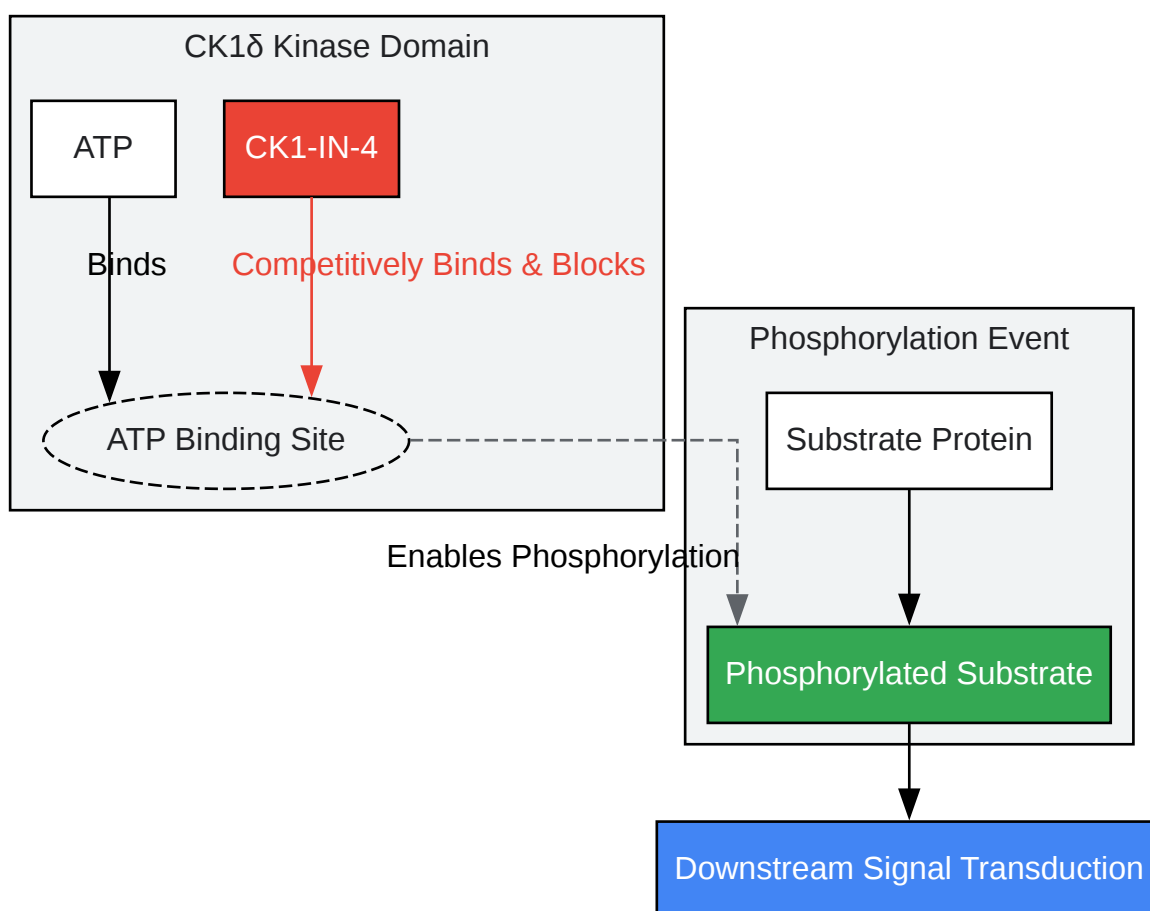 CK1δ Kinase Domain
ATP
CK1-IN-4
Binds
Competitively Binds & Blocks
ATP Binding Site
Phosphorylation Event
Substrate Protein
Enables Phosphorylation
Phosphorylated Substrate
Downstream Signal Transduction